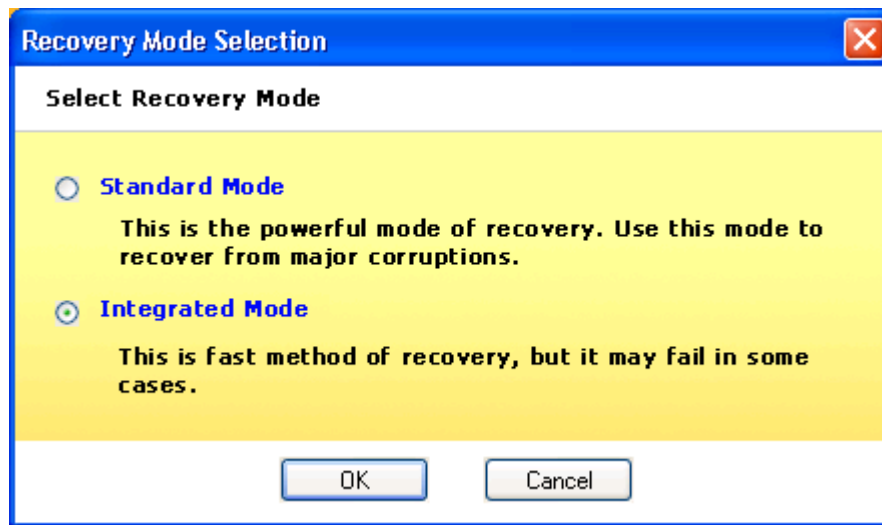 Recovery Mode Selection
Select Recovery Mode
Standard Mode
This is the powerful mode of recovery. Use this mode to
recover from major corruptions.
Integrated Mode
This is fast method of recovery, but it may fail in some
cases.
OK Cancel